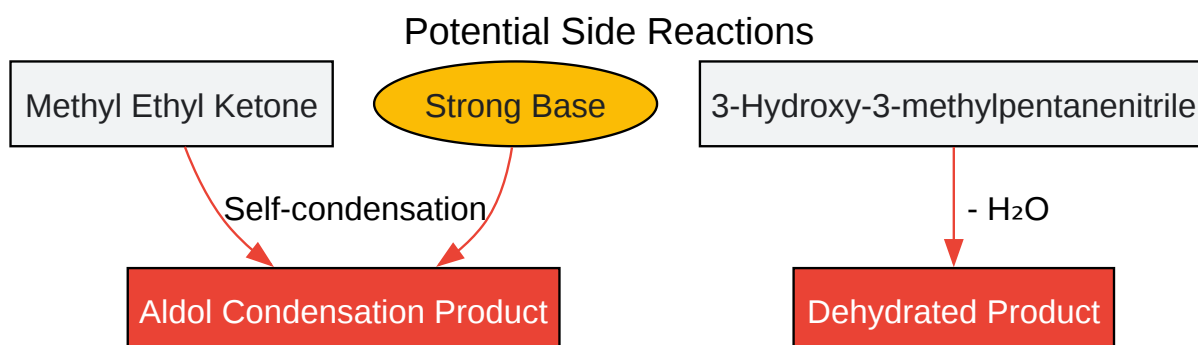 Potential Side Reactions
Methyl Ethyl Ketone
Strong Base
3-Hydroxy-3-methylpentanenitrile
Self-condensation
- H₂O
Aldol Condensation Product
Dehydrated Product